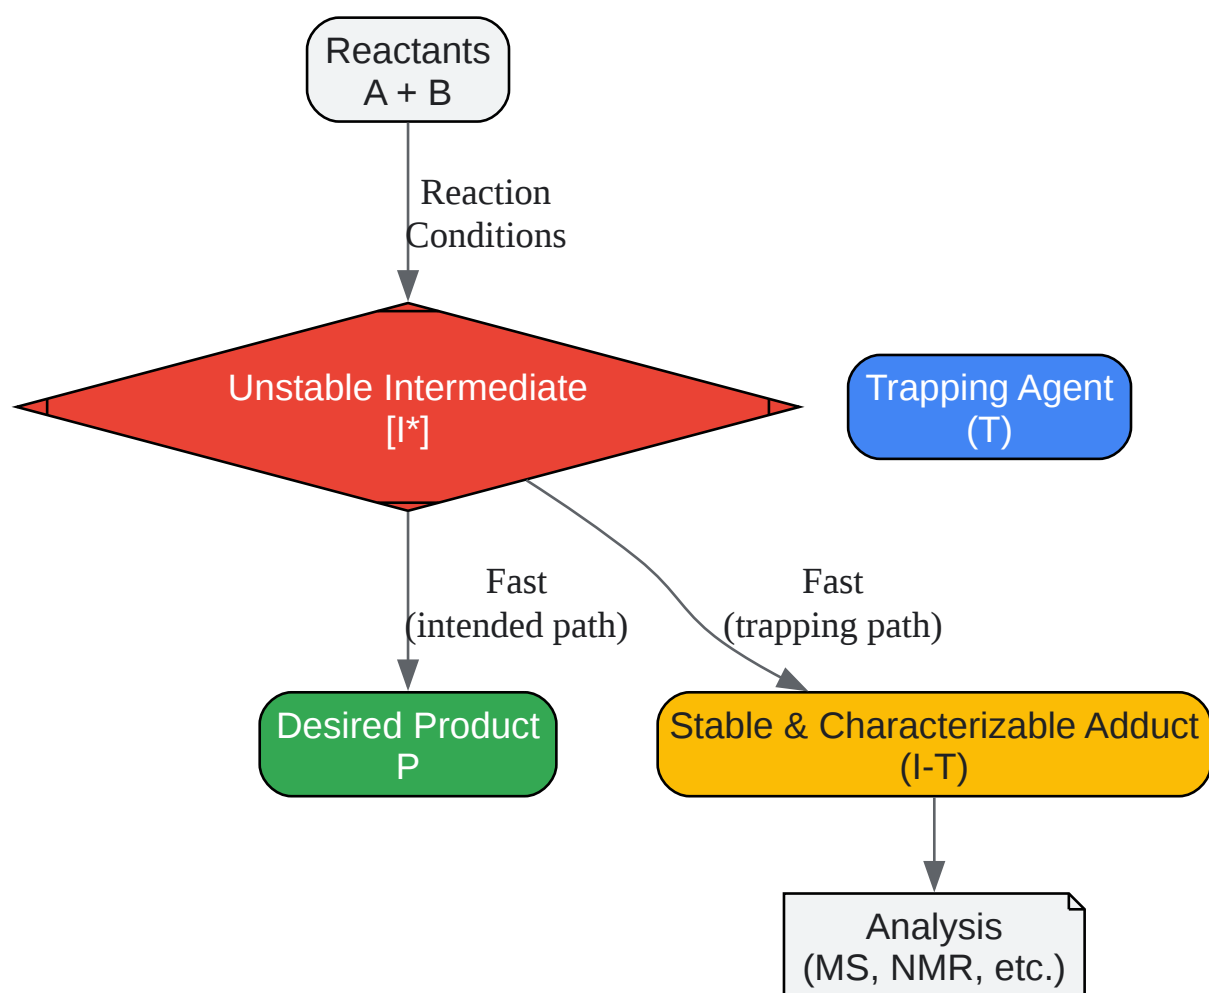 Reactants
A + B
Reaction
Conditions
Unstable Intermediate
[I*]
Trapping Agent
(T)
Fast
(intended path)
Fast
(trapping path)
Desired Product
P
Stable & Characterizable Adduct
(I-T)
Analysis
(MS, NMR, etc.)